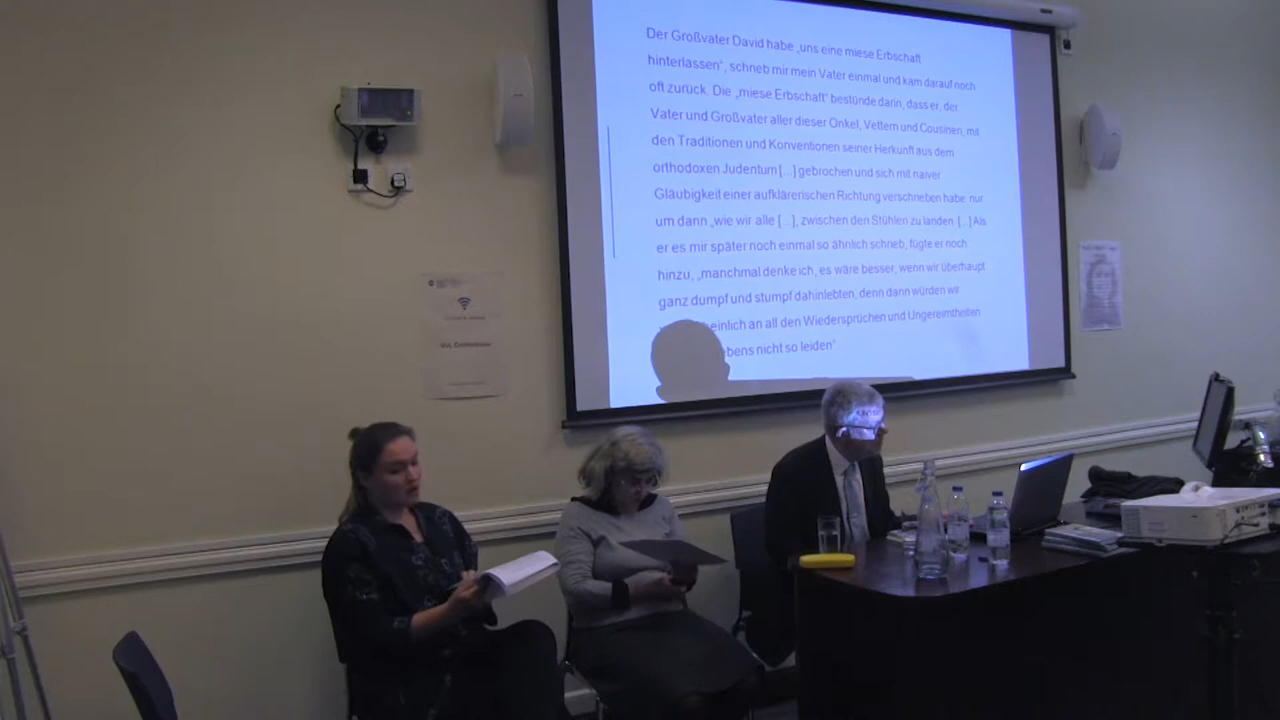 Der Großvater David habe „uns eine miese Erbschaft
hinterlassen“, schrieb mir mein Vater einmal und kam darauf noch
oft zurück. Die „miese Erbschaft“ bestünde darin, dass er, der
Vater und Großvater aller dieser Onkel, Vettern und Cousinen, mit
den Traditionen und Konventionen seiner Herkunft aus dem
orthodoxen Judentum [...] gebrochen und sich mit naiver
Gläubigkeit einer aufklärerischen Richtung verschrieben habe, nur
um dann „wie wir alle [...], zwischen den Stühlen zu landen. [...] Als
er es mir später noch einmal so ähnlich schrieb, fügte er noch
hinzu, „manchmal denke ich, es wäre besser, wenn wir überhaupt
ganz dumpf und stumpf dahinlebten, denn dann würden wir
einlich an all den Wiedersprüchen und Ungereimtheiten
bens nicht so leiden“